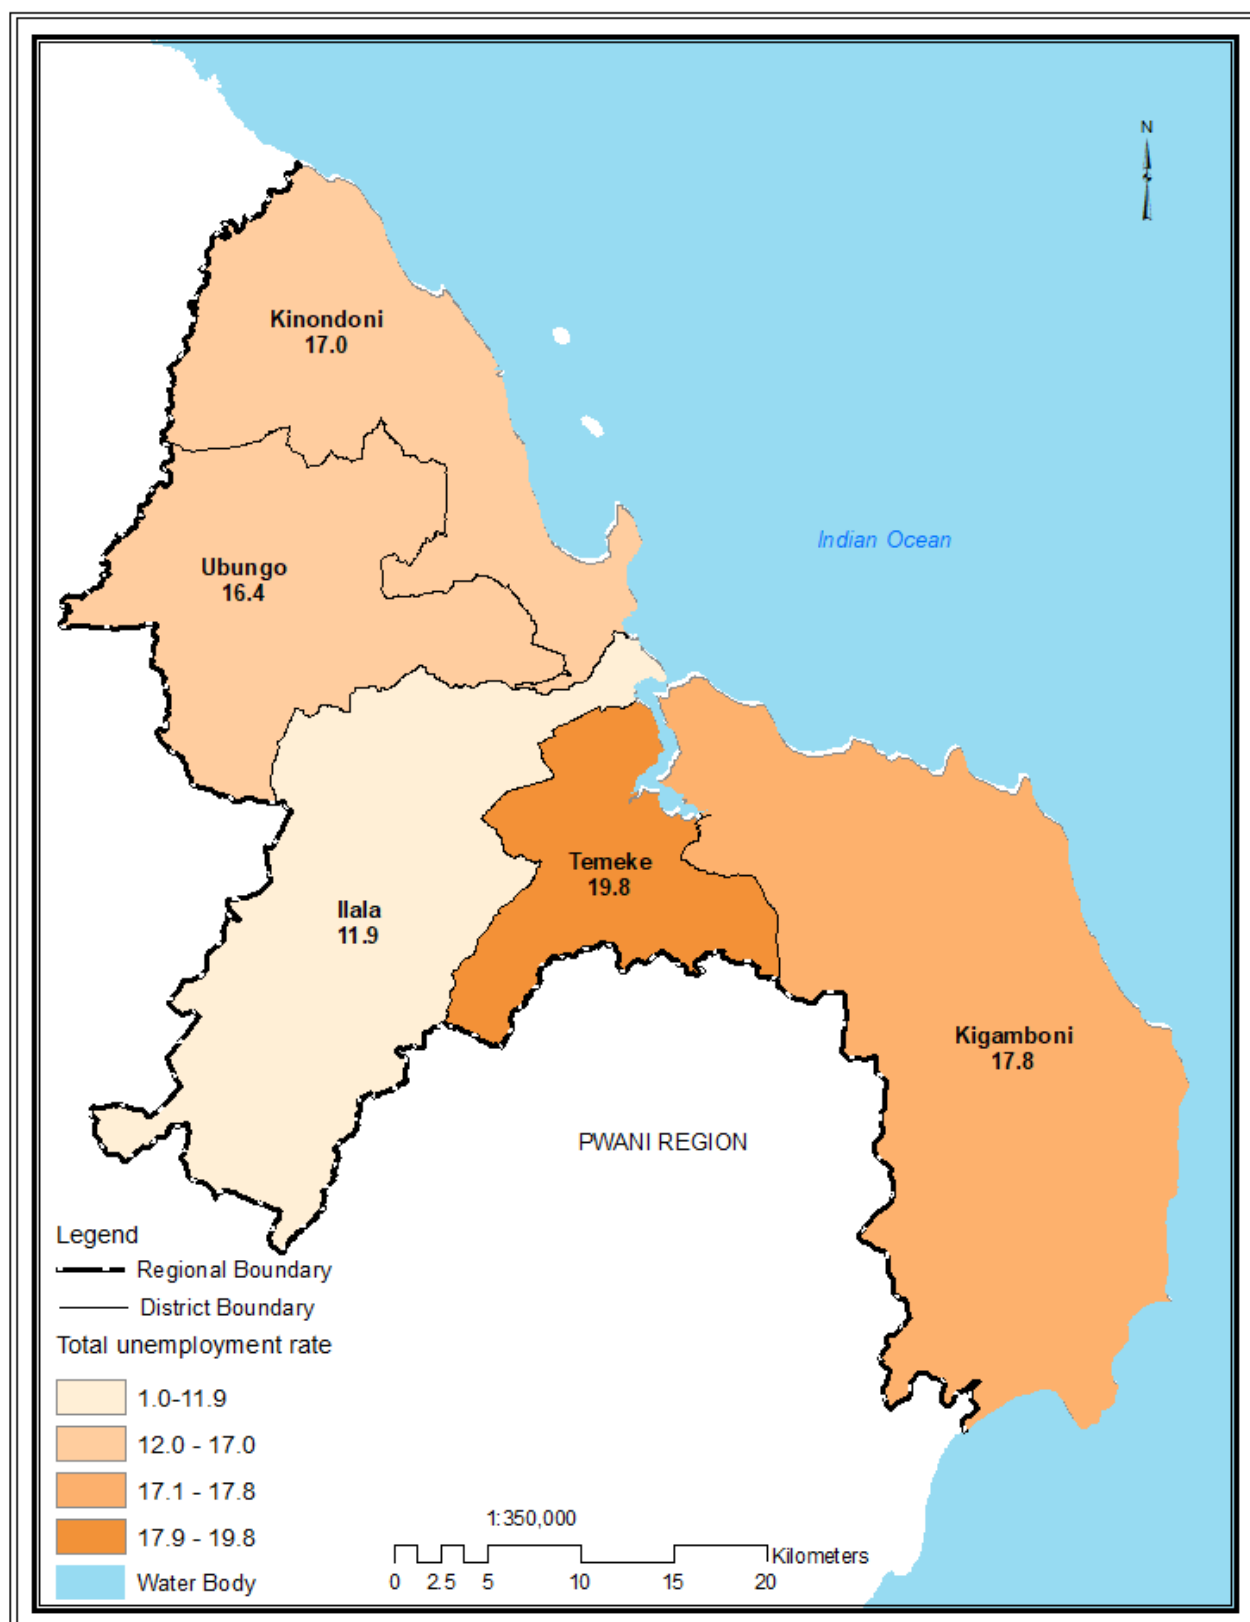 N
Kinondoni
17.0
Indian Ocean
Ubungo
16.4
Temeke
19.8
Ilala
11.9
Kigamboni
17.8
PWANI REGION
Legend
Regional Boundary
District Boundary
Total unemployment rate
1.0-11.9
12.0 - 17.0
17.1 - 17.8
17.9 - 19.8
Water Body
1:350,000
Kilometers
0 2.5 5 10 15 20